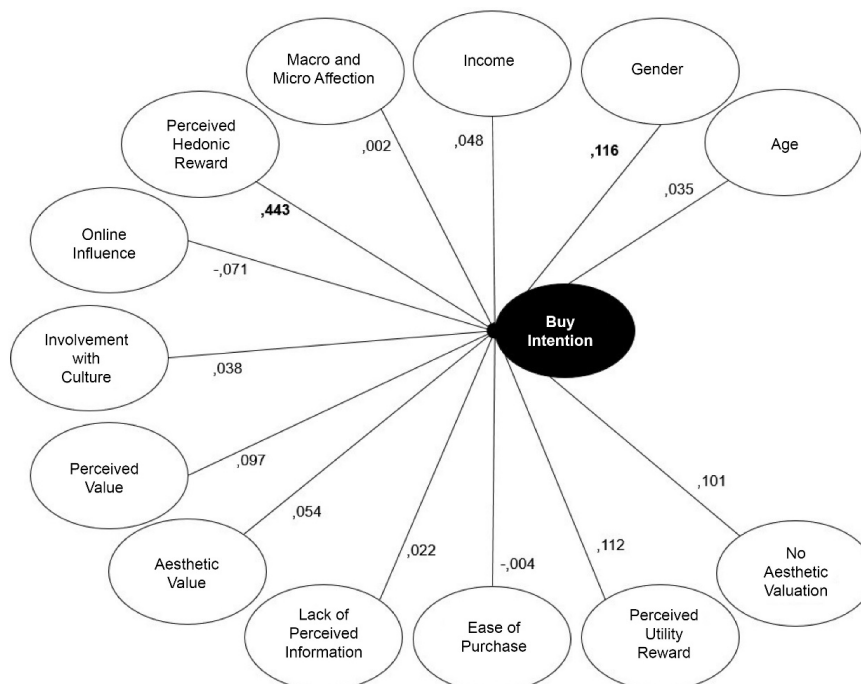 Macro and
Micro Affection
Income
Gender
Age
Perceived
Hedonic
Reward
,002
,048
,116
,035
,443
Online
Influence
-,071
Buy
Intention
Involvement
with
Culture
,038
Perceived
Value
,097
,101
Aesthetic
Value
,054
,022
-,004
,112
No
Aesthetic
Valuation
Lack of
Perceived
Information
Ease of
Purchase
Perceived
Utility
Reward